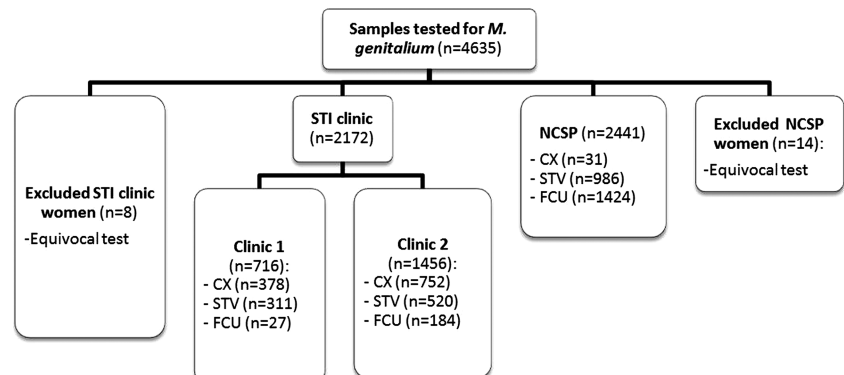 Samples tested for M.
genitalium (n=4635)
Excluded STI clinic
women (n=8)
-Equivocal test
STI clinic
(n=2172)
Clinic 1
(n=716):
- CX (n=378)
- STV (n=311)
- FCU (n=27)
Clinic 2
(n=1456):
- CX (n=752)
- STV (n=520)
- FCU (n=184)
NCSP (n=2441)
- CX (n=31)
- STV (n=986)
- FCU (n=1424)
Excluded NCSP
women (n=14):
-Equivocal test